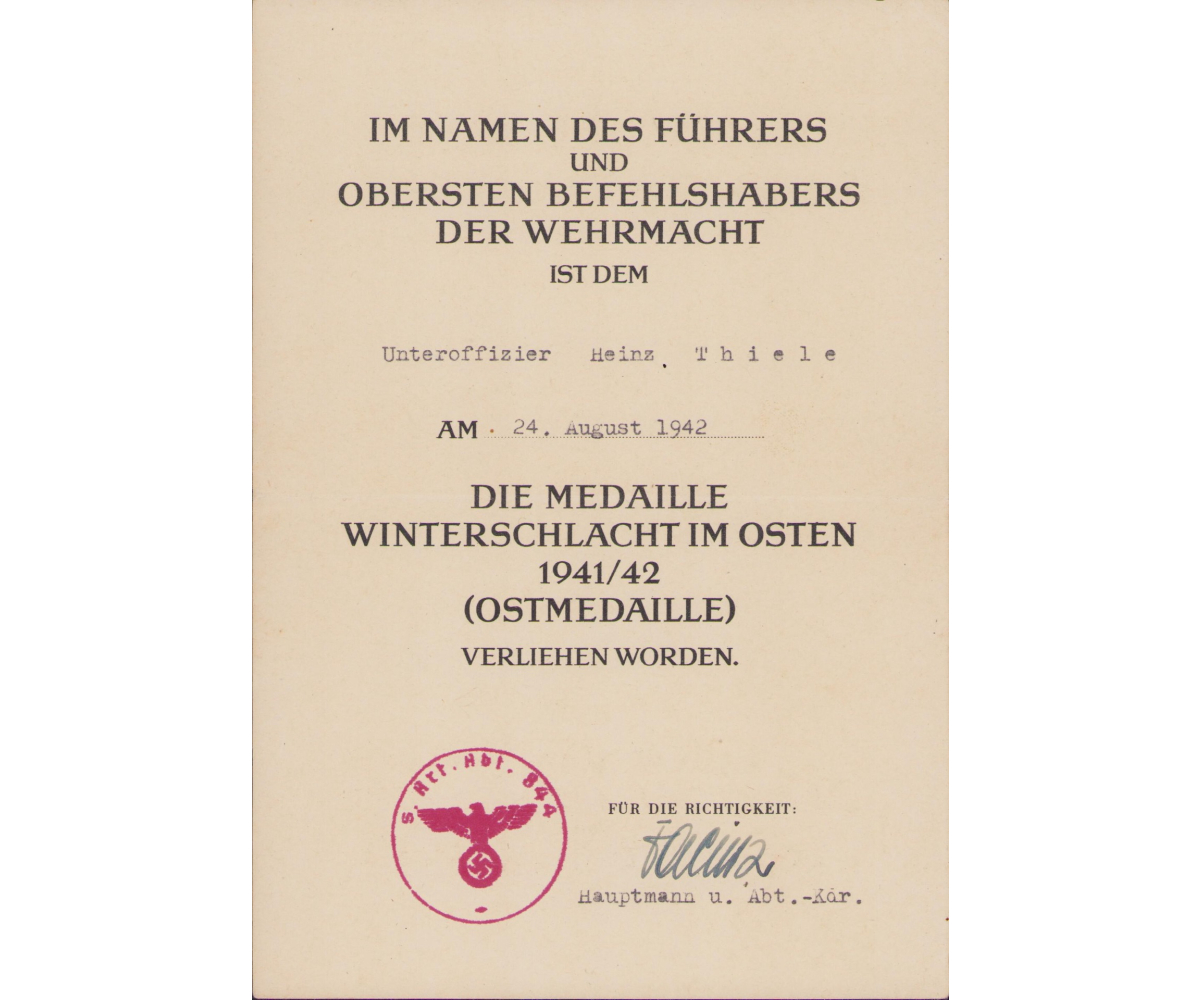 IM NAMEN DES FÜHRERS
UND
OBERSTEN BEFEHLSHABERS
DER WEHRMACHT
IST DEM
Unteroffizier Heinz T h i e l e
AM 24. August 1942
DIE MEDAILLE
WINTERSCHLACHT IM OSTEN
1941/42
(OSTMEDAILLE)
VERLIEHEN WORDEN.
s. Art. Abt. 844
FÜR DIE RICHTIGKEIT:
Hauptmann u. Abt.-Kdr.